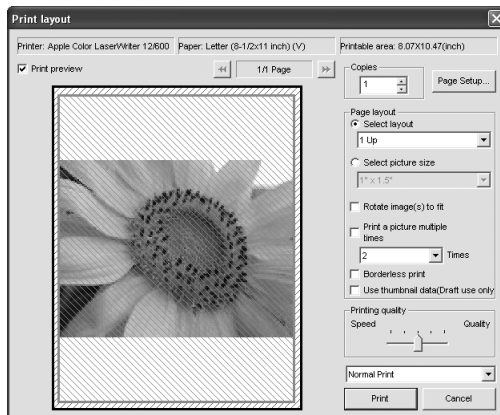 Print layout
Printer: Apple Color LaserWriter 12/600
Paper: Letter (8-1/2x11 inch) (V)
Printable area: 8.07X10.47(inch)
Print preview
1/1 Page
Copies
1
Page Setup...
Page layout
Select layout
1 Up
Select picture size
1" x 1.5"
Rotate image(s) to fit
Print a picture multiple
times
2
Times
Borderless print
Use thumbnail data(Draft use only
Printing quality
Speed
Quality
Normal Print
Print
Cancel